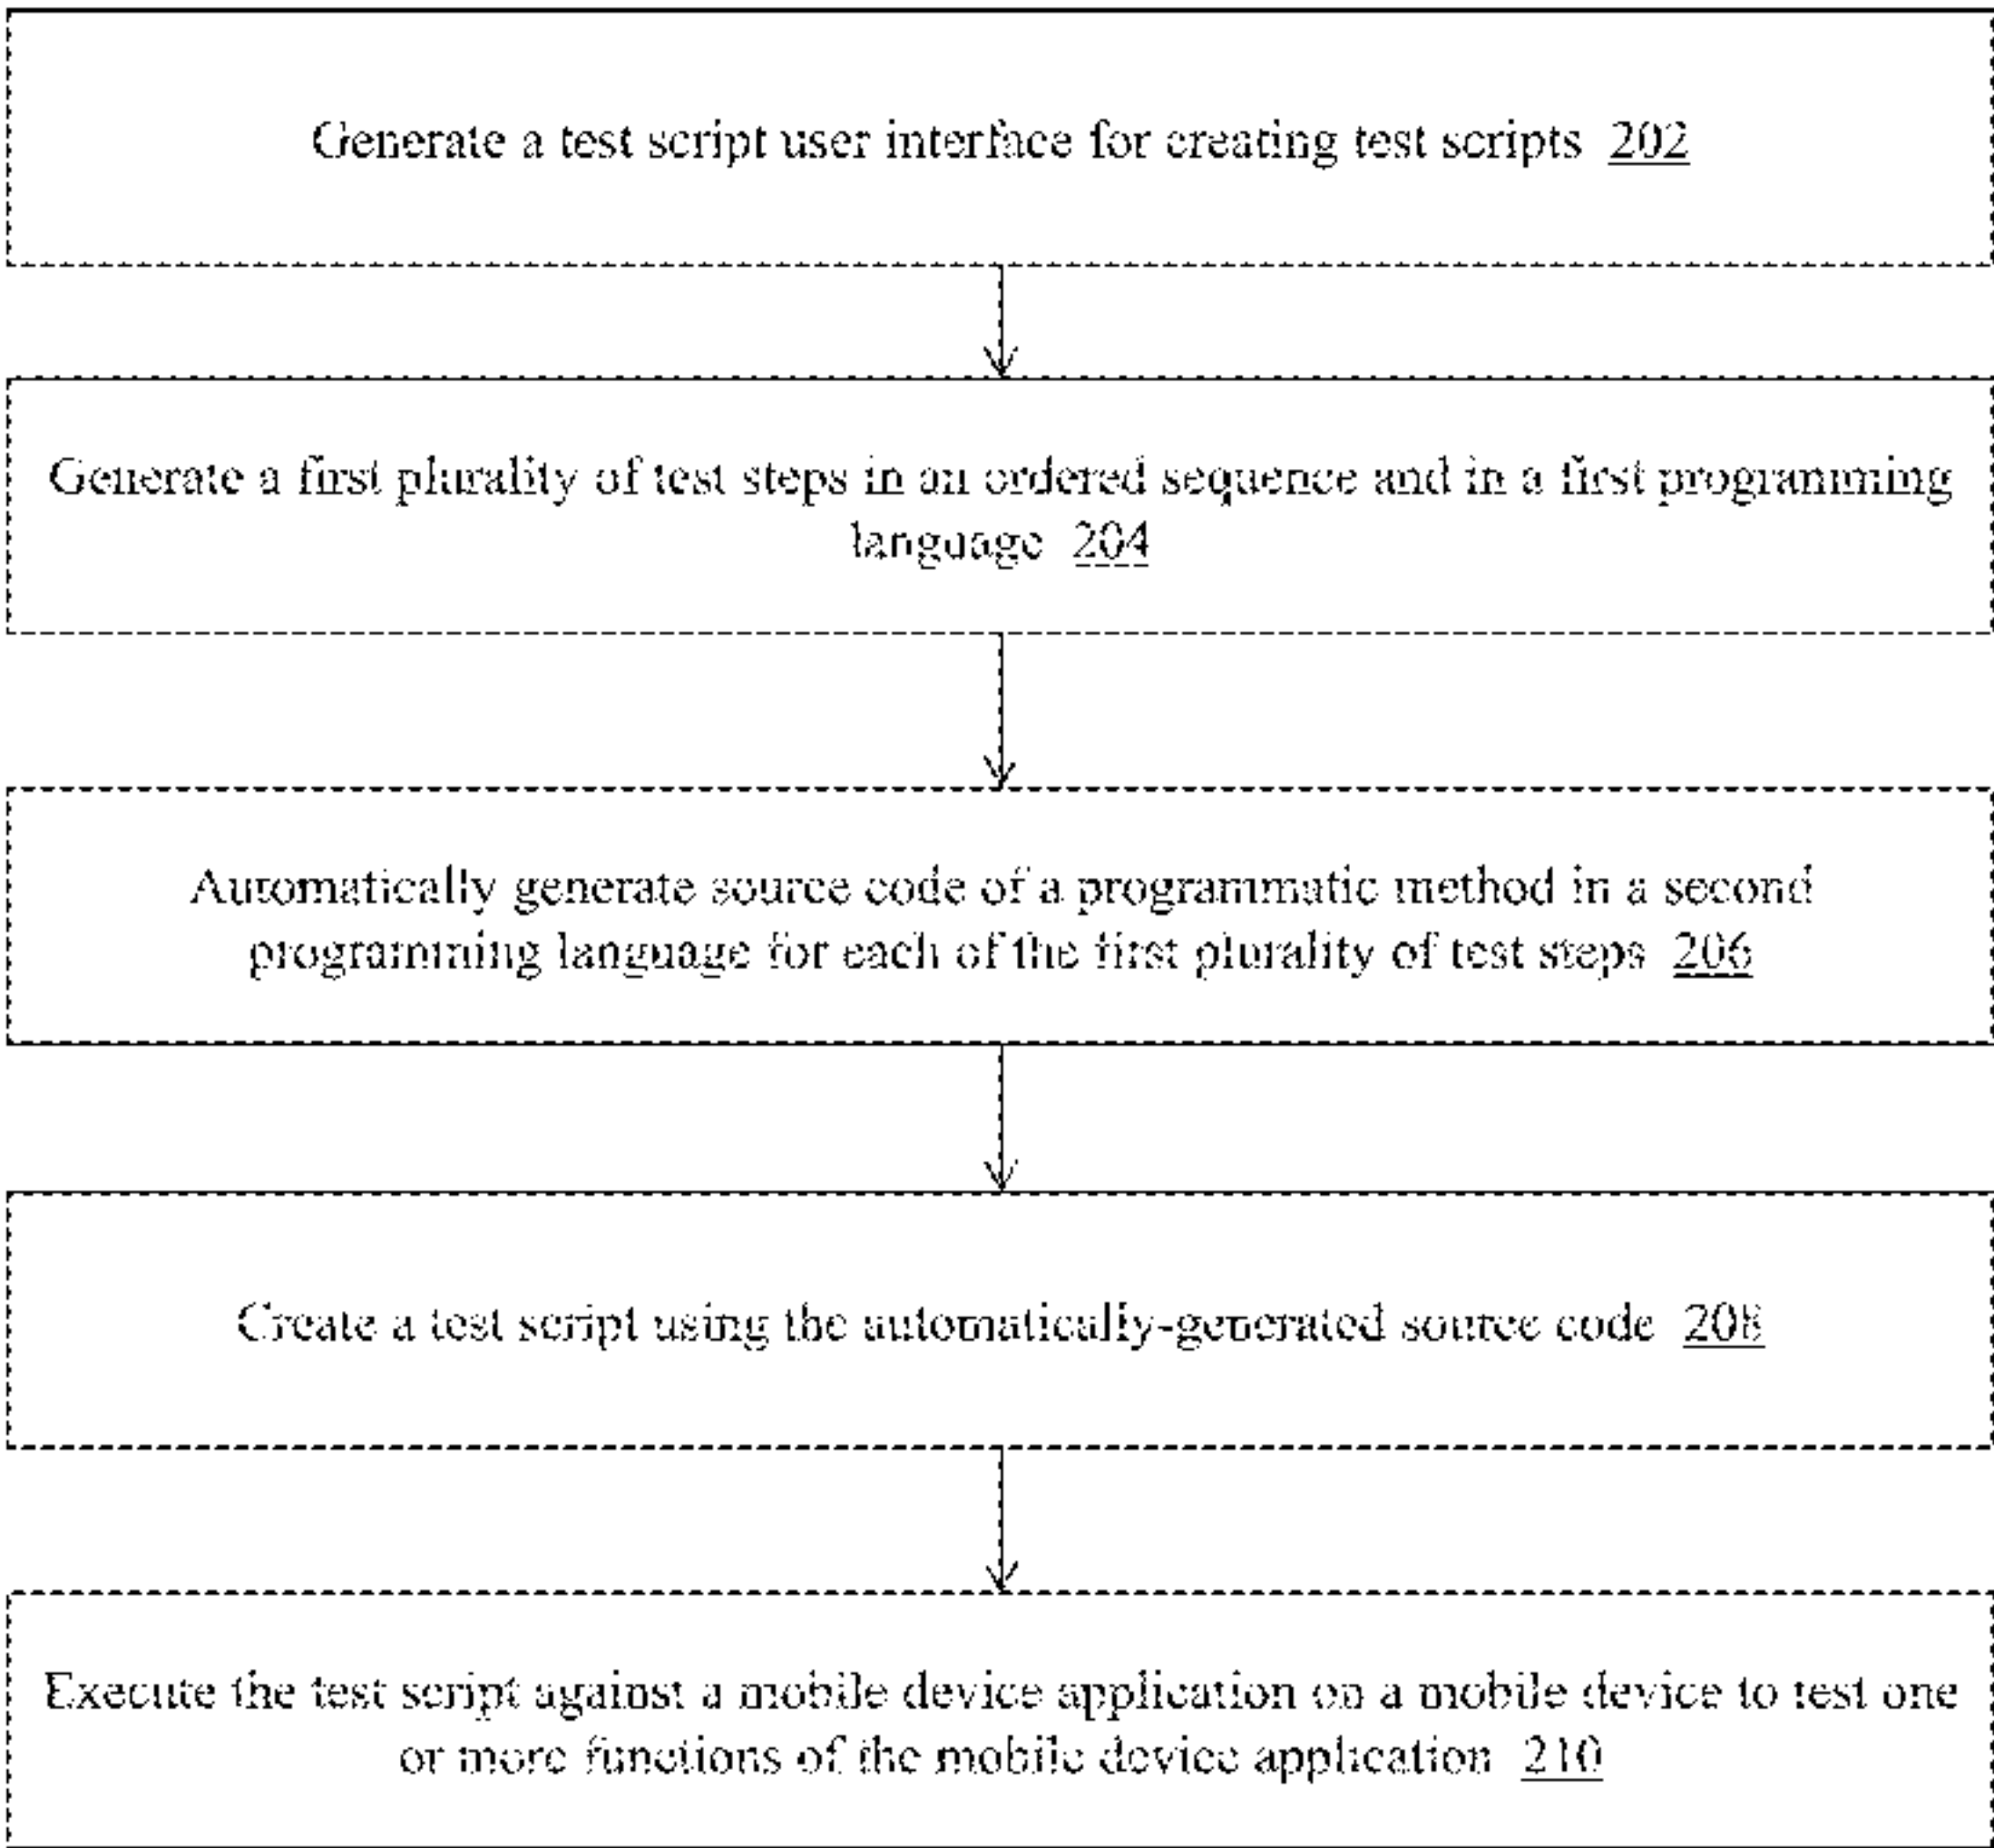 Generate a test script user interface for creating test scripts 202
Generate a first plurality of test steps in an ordered sequence and in a first programming
language 204
Automatically generate source code of a programmatic method in a second
programming language for each of the first plurality of test steps 206
Create a test script using the automatically-generated source code 208
Execute the test script against a mobile device application on a mobile device to test one
or more functions of the mobile device application 210